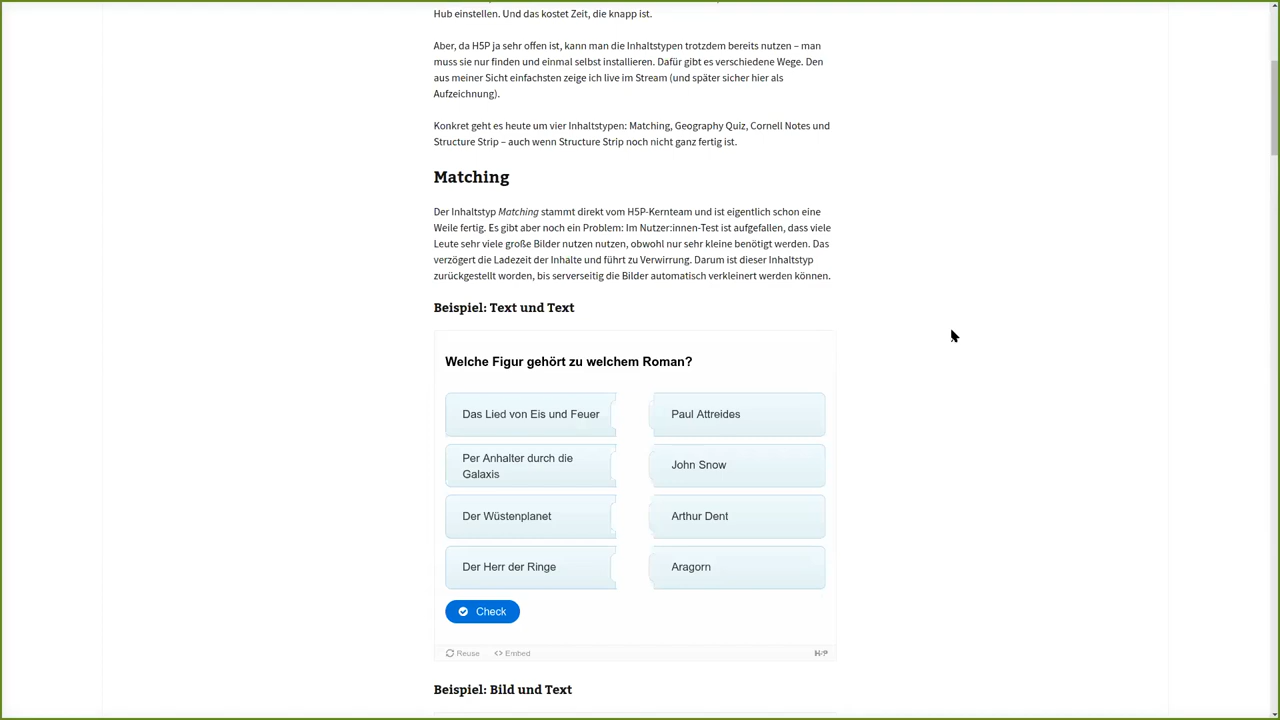 Hub einstellen. Und das kostet Zeit, die knapp ist.
Aber, da H5P ja sehr offen ist, kann man die Inhaltstypen trotzdem bereits nutzen – man
muss sie nur finden und einmal selbst installieren. Dafür gibt es verschiedene Wege. Den
aus meiner Sicht einfachsten zeige ich live im Stream (und später sicher hier als
Aufzeichnung).
Konkret geht es heute um vier Inhaltstypen: Matching, Geography Quiz, Cornell Notes und
Structure Strip – auch wenn Structure Strip noch nicht ganz fertig ist.
Matching
Der Inhaltstyp Matching stammt direkt vom H5P-Kernteam und ist eigentlich schon eine
Weile fertig. Es gibt aber noch ein Problem: Im Nutzer:innen-Test ist aufgefallen, dass viele
Leute sehr viele große Bilder nutzen nutzen, obwohl nur sehr kleine benötigt werden. Das
verzögert die Ladezeit der Inhalte und führt zu Verwirrung. Darum ist dieser Inhaltstyp
zurückgestellt worden, bis serverseitig die Bilder automatisch verkleinert werden können.
Beispiel: Text und Text
Welche Figur gehört zu welchem Roman?
Das Lied von Eis und Feuer
Paul Attreides
Per Anhalter durch die
Galaxis
John Snow
Der Wüstenplanet
Arthur Dent
Der Herr der Ringe
Aragorn
Check
Reuse <> Embed H5P
Beispiel: Bild und Text